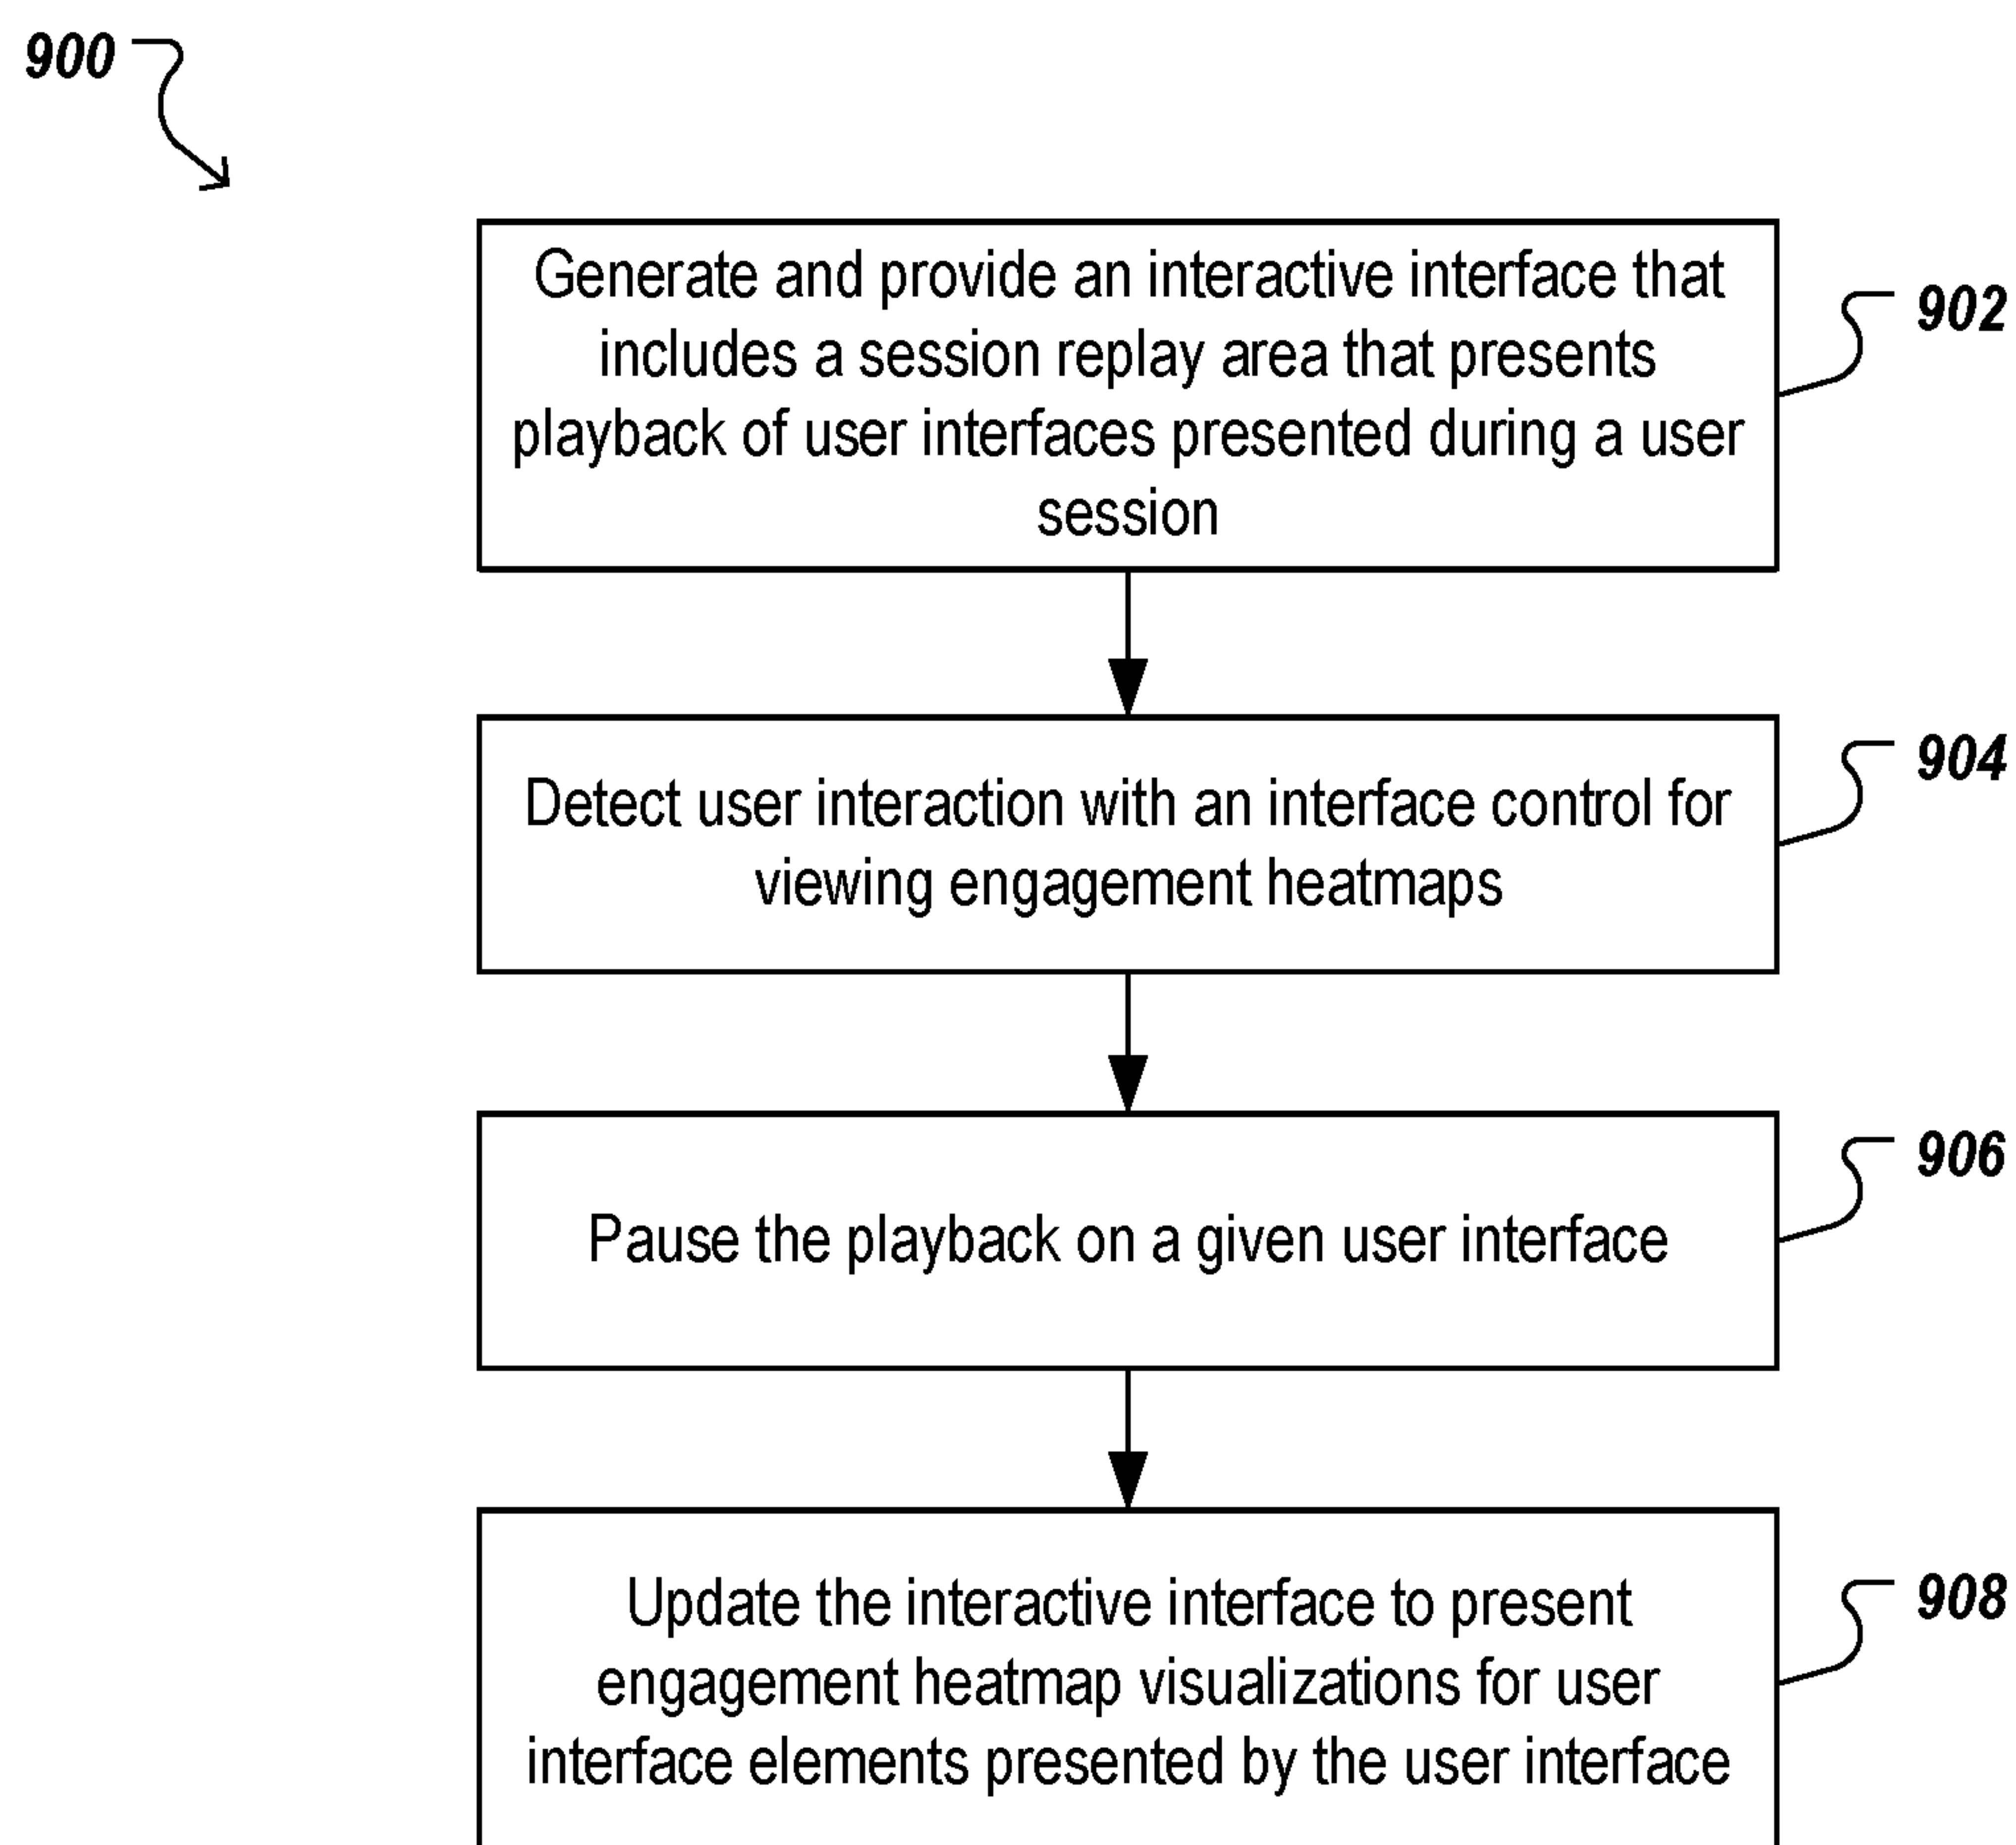 900
Generate and provide an interactive interface that
includes a session replay area that presents
playback of user interfaces presented during a user
session
902
Detect user interaction with an interface control for
viewing engagement heatmaps
904
Pause the playback on a given user interface
906
Update the interactive interface to present
engagement heatmap visualizations for user
interface elements presented by the user interface
908